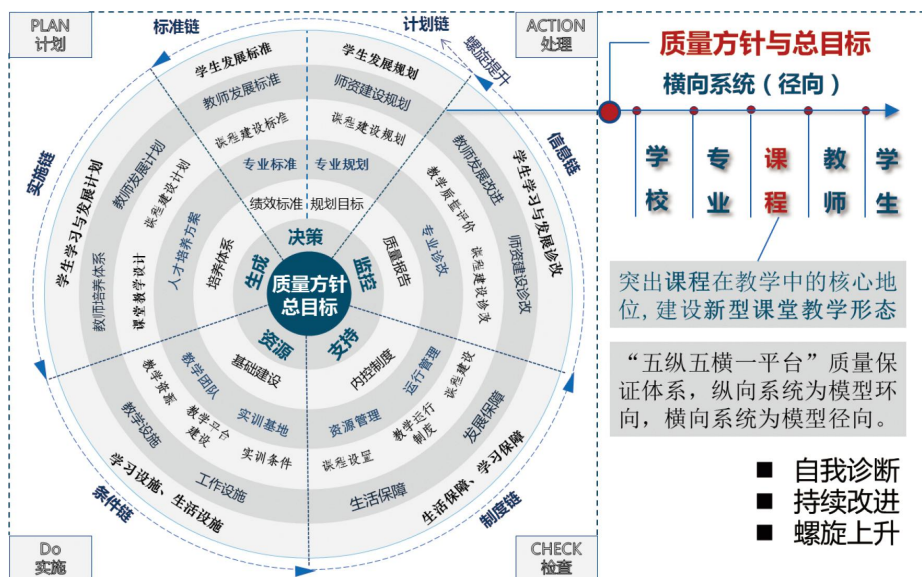 PLAN
计划
标准链
计划链
ACTION
处理
螺旋提升
信息链
实施链
条件链
制度链
Do
实施
CHECK
检查
学生发展标准
学生发展规划
教师发展标准
师资建设规划
课程建设标准
课程建设规划
专业标准
专业规划
绩效标准
规划目标
决策
学生学习与发展计划
教师发展计划
课程建设计划
教师培养体系
课堂教学设计
人才培养方案
培养体系
生成
学生学习与发展诊改
教师发展改进
师资建设诊改
教学质量评价
课程建设诊改
专业诊改
质量报告
监控
质量方针
总目标
资源
支持
基础建设
教学团队
实训基地
教学资源
教学平台
建设
实训条件
教学设施
工作设施
学习设施、生活设施
内控制度
运行管理
资源管理
课程建设
教学运行
制度
课程设置
发展保障
生活保障
生活保障、学习保障
质量方针与总目标
横向系统（径向）
学校
专业
课程
教师
学生
突出课程在教学中的核心地
位,建设新型课堂教学形态
“五纵五横一平台”质量保
证体系，纵向系统为模型环
向，横向系统为模型径向。
■ 自我诊断
■ 持续改进
■ 螺旋上升